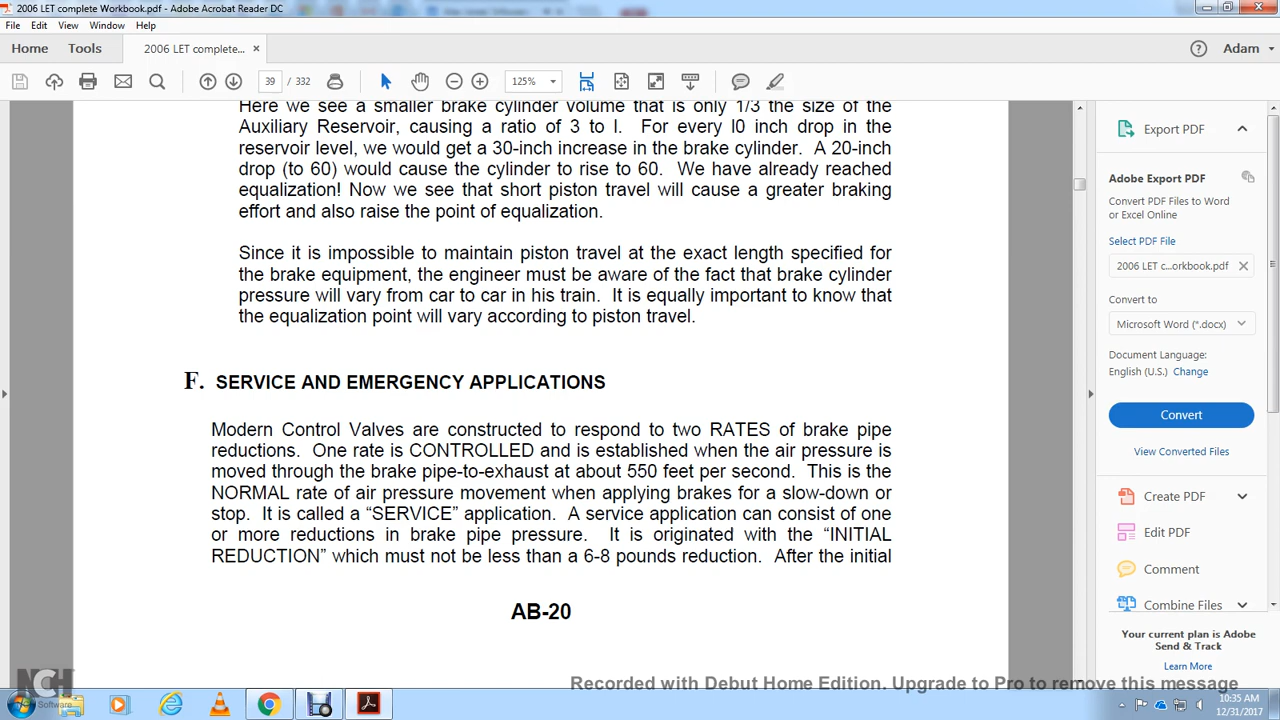 2006 LET complete Workbook.pdf - Adobe Acrobat Reader DC
File Edit View Window Help
Home Tools 2006 LET complete... × Adam
39 / 332 125%
Here we see a smaller brake cylinder volume that is only 1/3 the size of the
Auxiliary Reservoir, causing a ratio of 3 to I. For every I0 inch drop in the
reservoir level, we would get a 30-inch increase in the brake cylinder. A 20-inch
drop (to 60) would cause the cylinder to rise to 60. We have already reached
equalization! Now we see that short piston travel will cause a greater braking
effort and also raise the point of equalization.
Since it is impossible to maintain piston travel at the exact length specified for
the brake equipment, the engineer must be aware of the fact that brake cylinder
pressure will vary from car to car in his train. It is equally important to know that
the equalization point will vary according to piston travel.
F. SERVICE AND EMERGENCY APPLICATIONS
Modern Control Valves are constructed to respond to two RATES of brake pipe
reductions. One rate is CONTROLLED and is established when the air pressure is
moved through the brake pipe-to-exhaust at about 550 feet per second. This is the
NORMAL rate of air pressure movement when applying brakes for a slow-down or
stop. It is called a “SERVICE” application. A service application can consist of one
or more reductions in brake pipe pressure. It is originated with the “INITIAL
REDUCTION” which must not be less than a 6-8 pounds reduction. After the initial
AB-20
Export PDF
Adobe Export PDF
Convert PDF Files to Word
or Excel Online
Select PDF File
2006 LET c...orkbook.pdf
Convert to
Microsoft Word (*.docx)
Document Language:
English (U.S.) Change
Convert
View Converted Files
Create PDF
Edit PDF
Comment
Combine Files
Your current plan is Adobe
Send & Track
Learn More
NCH
Software
Recorded with Debut Home Edition. Upgrade to Pro to remove this message
10:35 AM
12/31/2017